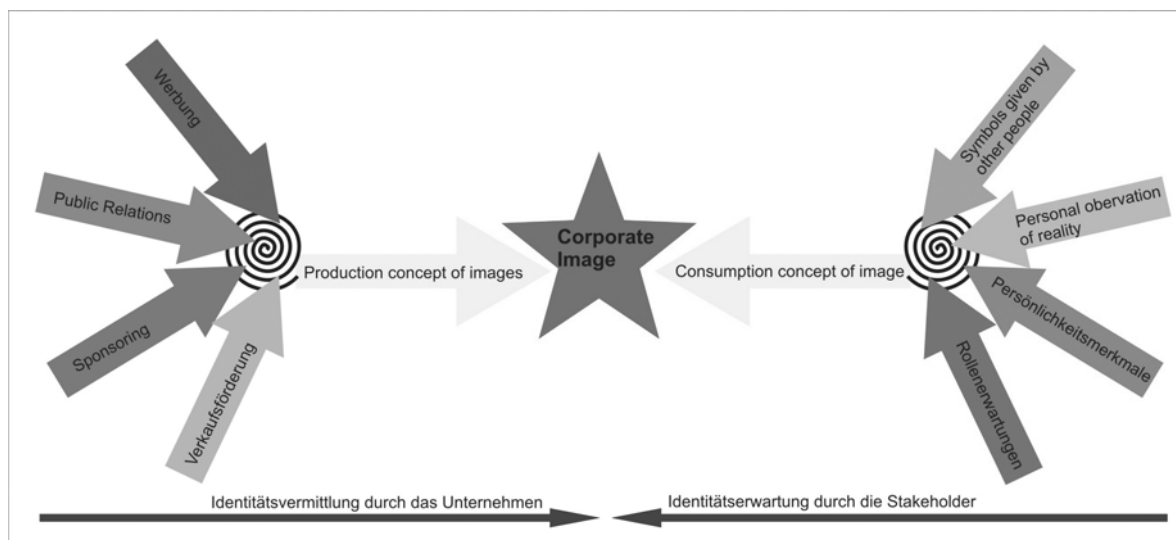 Werbung
Public Relations
Sponsoring
Verkaufsförderung
Production concept of images
Corporate
Image
Consumption concept of image
Symbols given by
other people
Personal obervation
of reality
Persönlichkeitsmerkmale
Rollenerwartungen
Identitätsvermittlung durch das Unternehmen
Identitätserwartung durch die Stakeholder